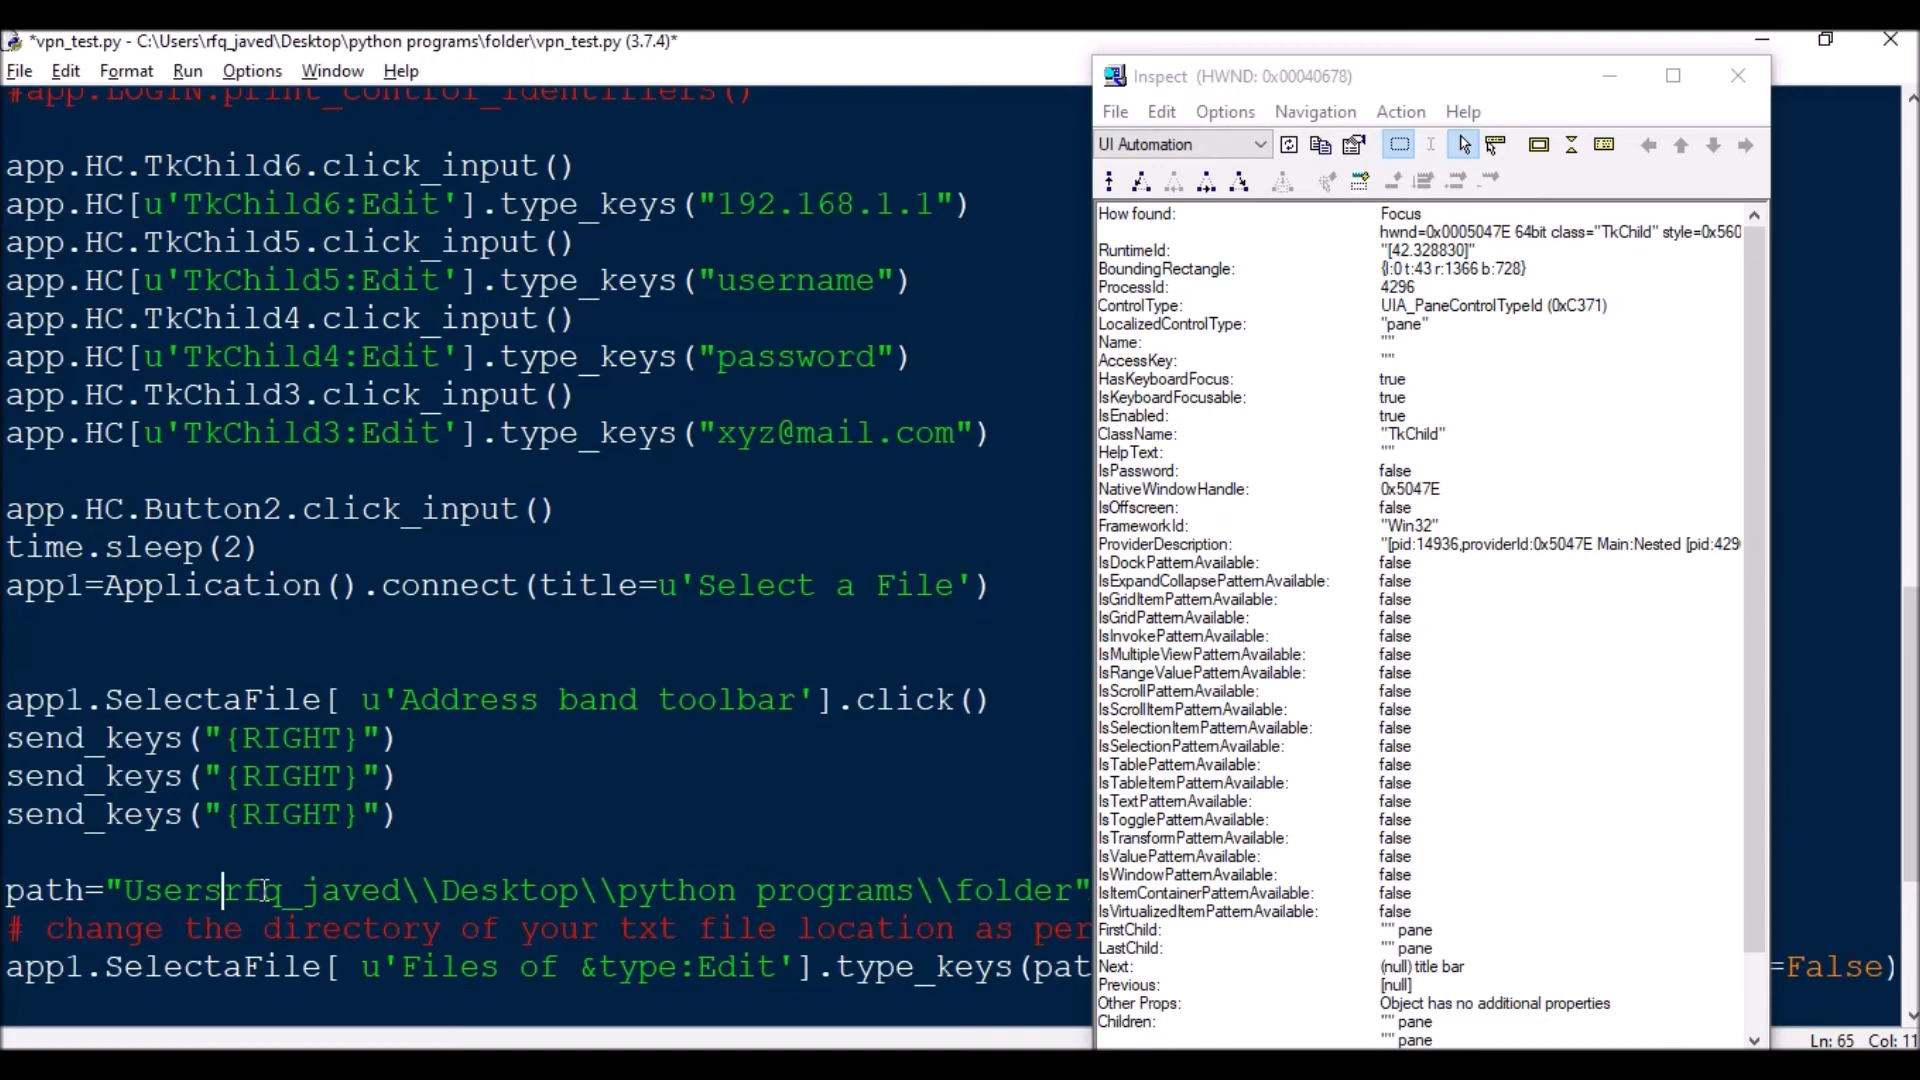 *vpn_test.py - C:\Users\rfq_javed\Desktop\python programs\folder\vpn_test.py (3.7.4)*
File Edit Format Run Options Window Help
#app.LOGIN.print_control_identifiers()
app.HC.TkChild6.click_input()
app.HC[u'TkChild6:Edit'].type_keys("192.168.1.1")
app.HC.TkChild5.click_input()
app.HC[u'TkChild5:Edit'].type_keys("username")
app.HC.TkChild4.click_input()
app.HC[u'TkChild4:Edit'].type_keys("password")
app.HC.TkChild3.click_input()
app.HC[u'TkChild3:Edit'].type_keys("xyz@mail.com")
app.HC.Button2.click_input()
time.sleep(2)
app1=Application().connect(title=u'Select a File')
app1.SelectaFile[ u'Address band toolbar'].click()
send_keys("{RIGHT}")
send_keys("{RIGHT}")
send_keys("{RIGHT}")
path="Usersrfq_javed\\Desktop\\python programs\\folder"
# change the directory of your txt file location as per
app1.SelectaFile[ u'Files of &type:Edit'].type_keys(pat
=False)
Ln: 65 Col: 11
Inspect (HWND: 0x00040678)
File Edit Options Navigation Action Help
UI Automation
How found: Focus
hwnd=0x0005047E 64bit class="TkChild" style=0x560
RuntimeId: "[42.328830]"
BoundingRectangle: {l:0 t:43 r:1366 b:728}
ProcessId: 4296
ControlType: UIA_PaneControlTypeId (0xC371)
LocalizedControlType: "pane"
Name: ""
AccessKey: ""
HasKeyboardFocus: true
IsKeyboardFocusable: true
IsEnabled: true
ClassName: "TkChild"
HelpText: ""
IsPassword: false
NativeWindowHandle: 0x5047E
IsOffscreen: false
FrameworkId: "Win32"
ProviderDescription: "[pid:14936,providerId:0x5047E Main:Nested [pid:429
IsDockPatternAvailable: false
IsExpandCollapsePatternAvailable: false
IsGridItemPatternAvailable: false
IsGridPatternAvailable: false
IsInvokePatternAvailable: false
IsMultipleViewPatternAvailable: false
IsRangeValuePatternAvailable: false
IsScrollPatternAvailable: false
IsScrollItemPatternAvailable: false
IsSelectionItemPatternAvailable: false
IsSelectionPatternAvailable: false
IsTablePatternAvailable: false
IsTableItemPatternAvailable: false
IsTextPatternAvailable: false
IsTogglePatternAvailable: false
IsTransformPatternAvailable: false
IsValuePatternAvailable: false
IsWindowPatternAvailable: false
IsItemContainerPatternAvailable: false
IsVirtualizedItemPatternAvailable: false
FirstChild: "" pane
LastChild: "" pane
Next: (null) title bar
Previous: [null]
Other Props: Object has no additional properties
Children: "" pane
"" pane